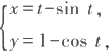 x=t-sin t,
y=1-cos t.